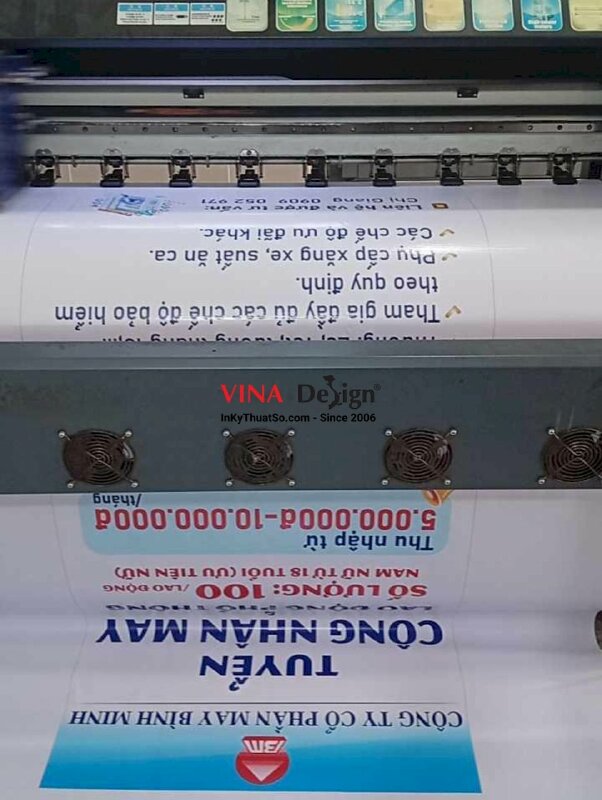 VINA Design®
InKyThuatSo.com - Since 2006
CÔNG TY CỔ PHẦN MAY BÌNH MINH
TUYỂN
CÔNG NHÂN MAY
LAO ĐỘNG PHỔ THÔNG
SỐ LƯỢNG: 100/LAO ĐỘNG
NAM NỮ TỪ 18 TUỔI (ƯU TIÊN NỮ)
Thu nhập từ
5.000.000đ-10.000.000đ
/tháng
Tham gia đầy đủ các chế độ bảo hiểm
theo quy định.
Phụ cấp xăng xe, suất ăn ca.
Các chế độ ưu đãi khác.
Liên hệ và được tư vấn:
Chị Giang 0909 052 971